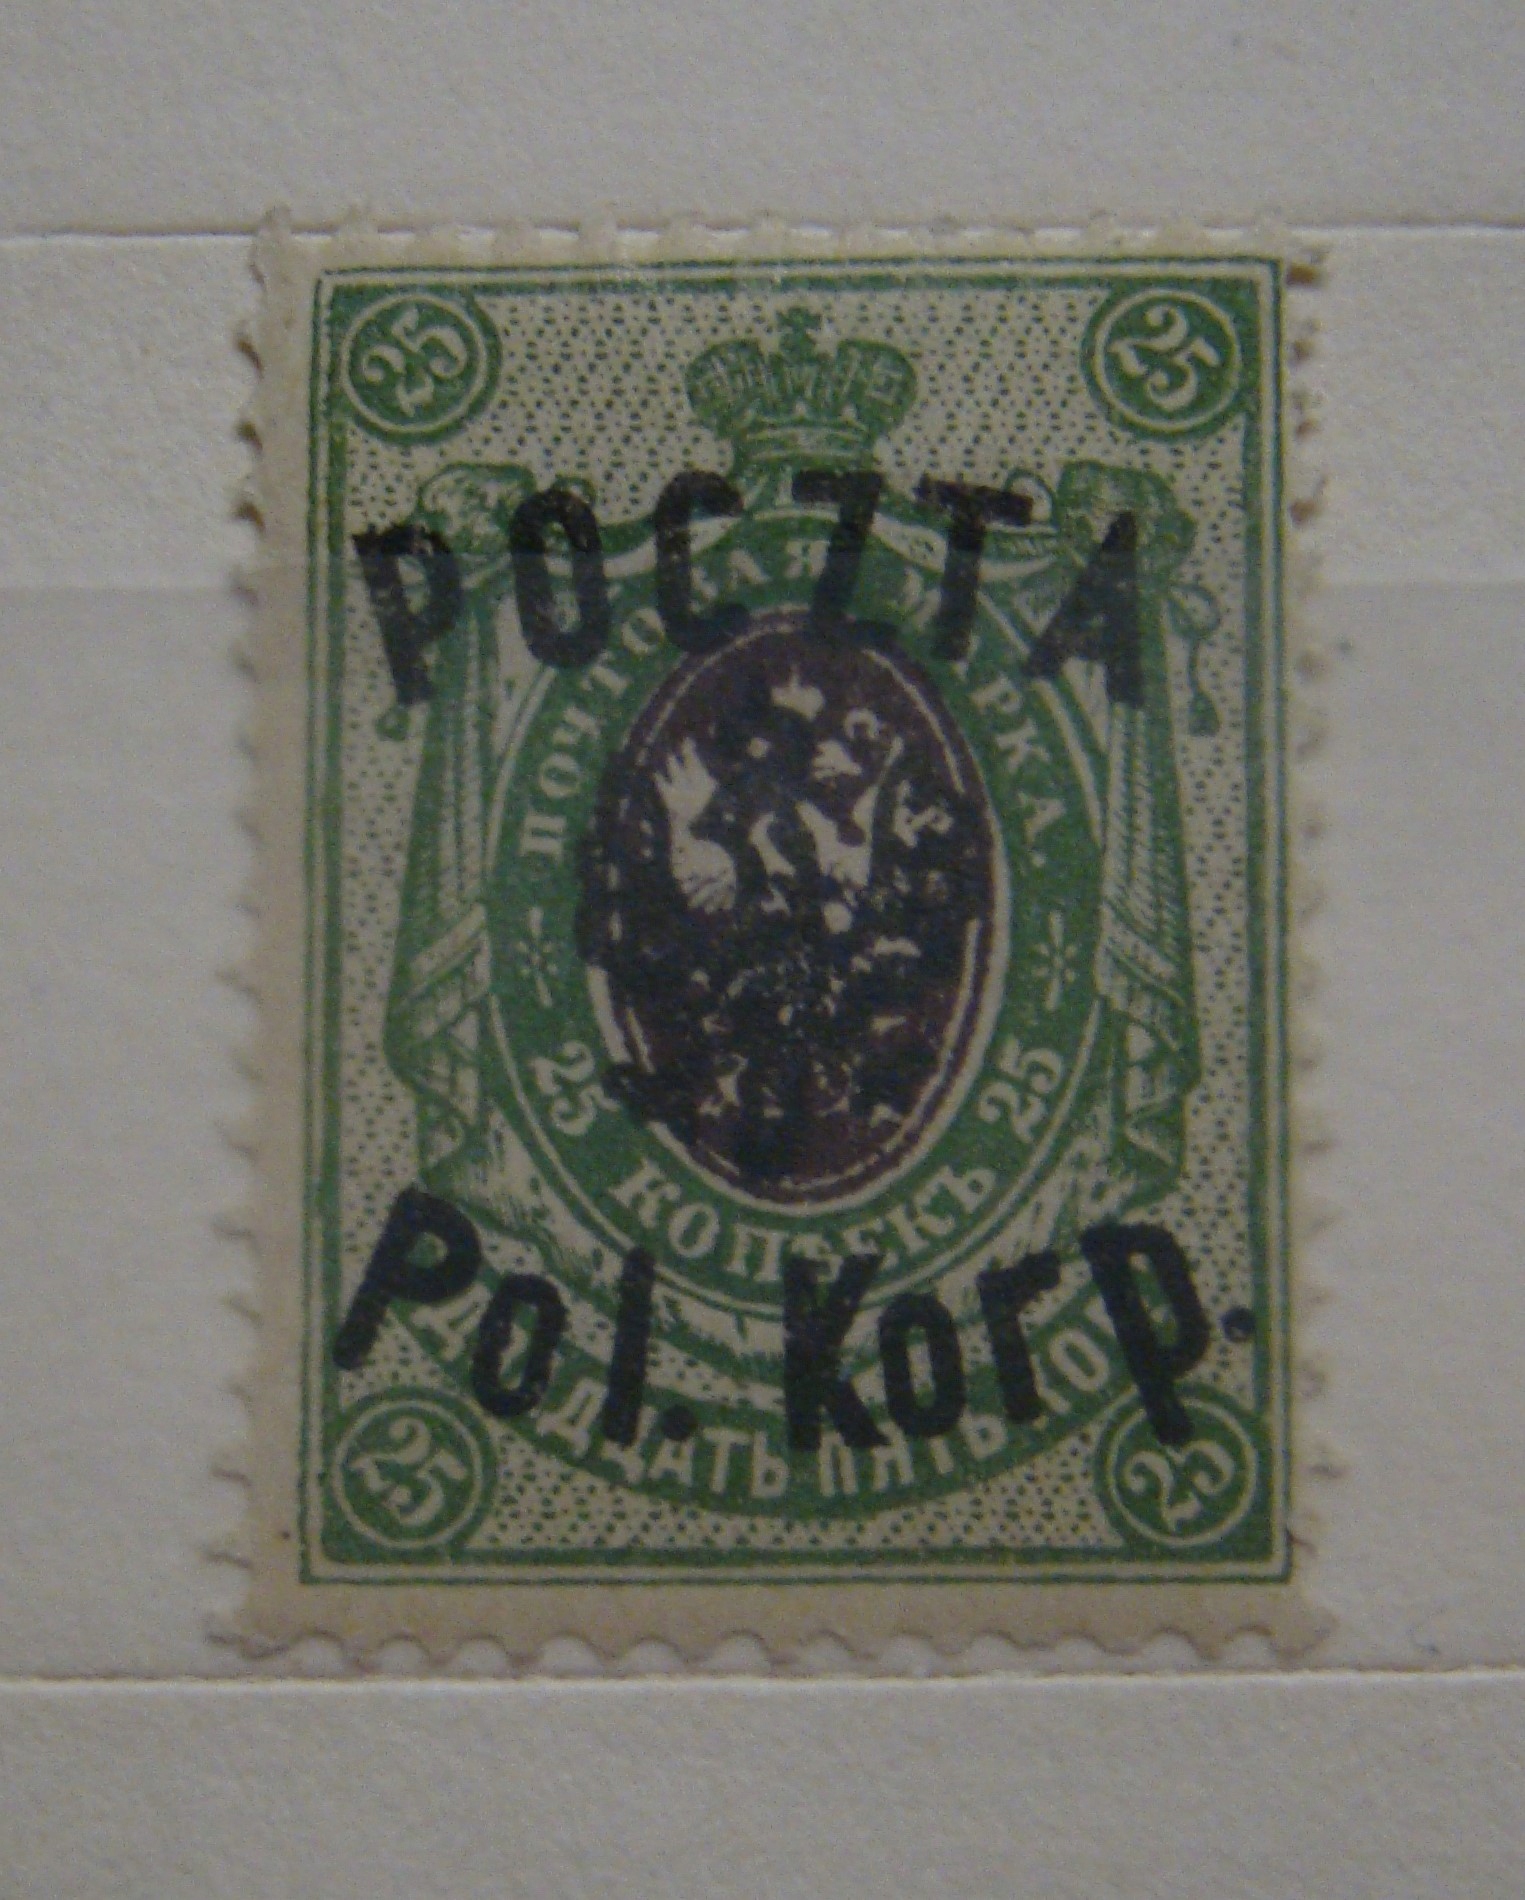 25 25
POCZTA
ПОЧТОВАЯ МАРКА.
25 КОПѢЕКЪ 25
Pol. Korp.
ДВАДЦАТЬ ПЯТЬ КОП
25 25